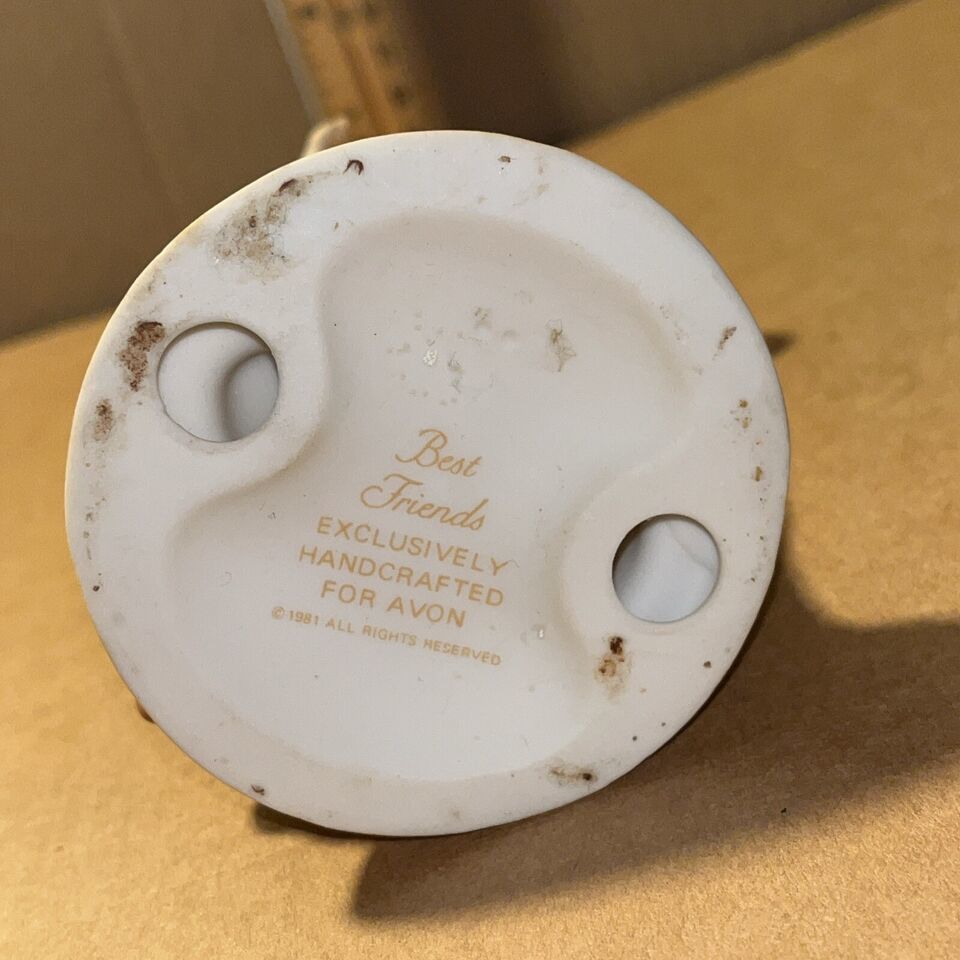 Best
Friends
EXCLUSIVELY
HANDCRAFTED
FOR AVON
© 1981 ALL RIGHTS RESERVED